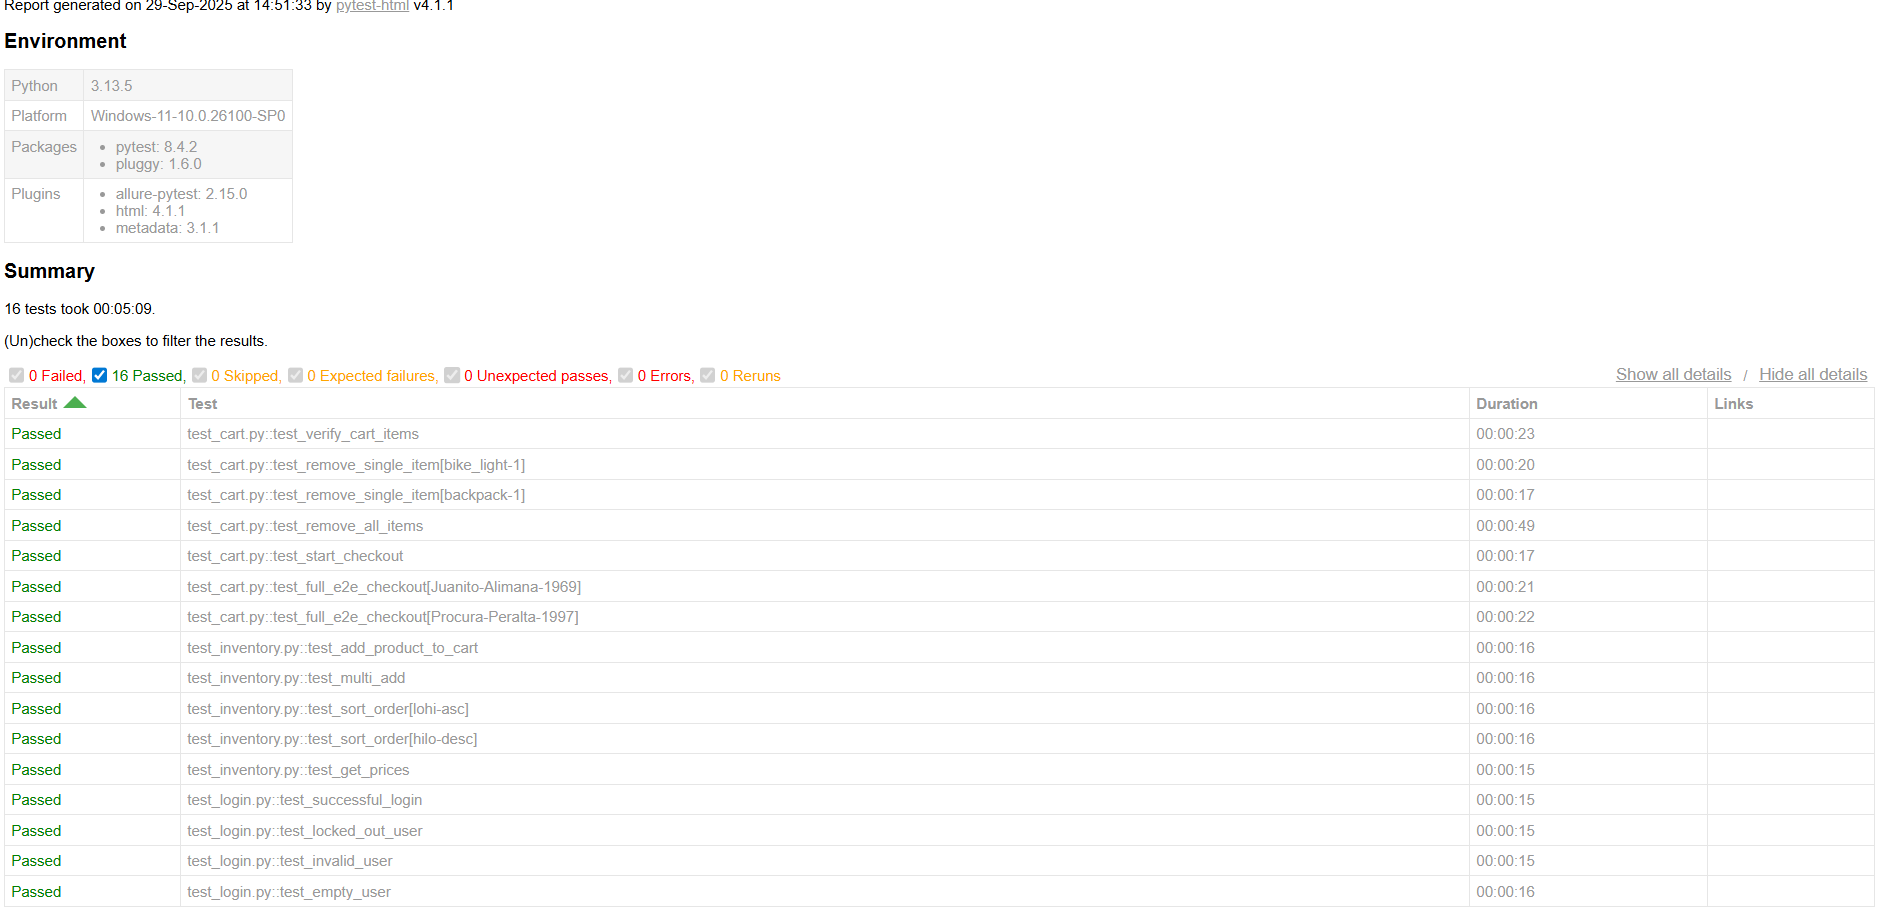 Report generated on 29-Sep-2025 at 14:51:33 by pytest-html v4.1.1
Environment
Python 3.13.5
Platform Windows-11-10.0.26100-SP0
Packages
• pytest: 8.4.2
• pluggy: 1.6.0
Plugins
• allure-pytest: 2.15.0
• html: 4.1.1
• metadata: 3.1.1
Summary
16 tests took 00:05:09.
(Un)check the boxes to filter the results.
0 Failed, 16 Passed, 0 Skipped, 0 Expected failures, 0 Unexpected passes, 0 Errors, 0 Reruns Show all details / Hide all details
Result Test Duration Links
Passed test_cart.py::test_verify_cart_items 00:00:23
Passed test_cart.py::test_remove_single_item[bike_light-1] 00:00:20
Passed test_cart.py::test_remove_single_item[backpack-1] 00:00:17
Passed test_cart.py::test_remove_all_items 00:00:49
Passed test_cart.py::test_start_checkout 00:00:17
Passed test_cart.py::test_full_e2e_checkout[Juanito-Alimana-1969] 00:00:21
Passed test_cart.py::test_full_e2e_checkout[Procura-Peralta-1997] 00:00:22
Passed test_inventory.py::test_add_product_to_cart 00:00:16
Passed test_inventory.py::test_multi_add 00:00:16
Passed test_inventory.py::test_sort_order[lohi-asc] 00:00:16
Passed test_inventory.py::test_sort_order[hilo-desc] 00:00:16
Passed test_inventory.py::test_get_prices 00:00:15
Passed test_login.py::test_successful_login 00:00:15
Passed test_login.py::test_locked_out_user 00:00:15
Passed test_login.py::test_invalid_user 00:00:15
Passed test_login.py::test_empty_user 00:00:16